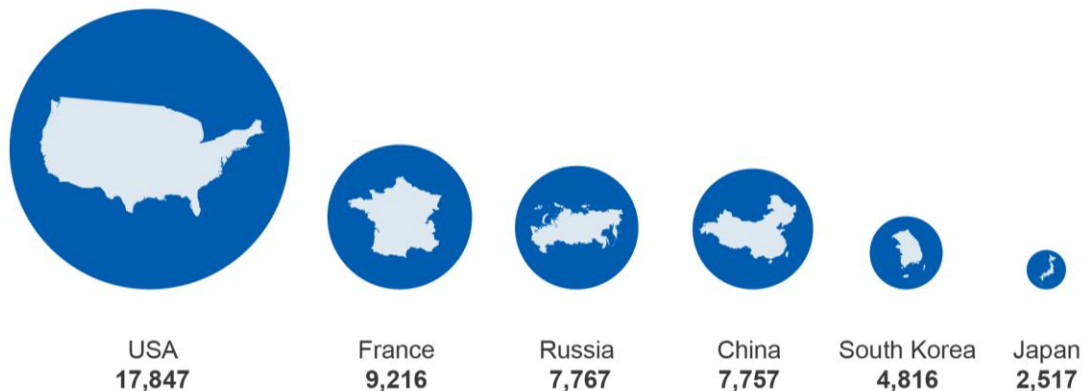 USA
17,847
France
9,216
Russia
7,767
China
7,757
South Korea
4,816
Japan
2,517